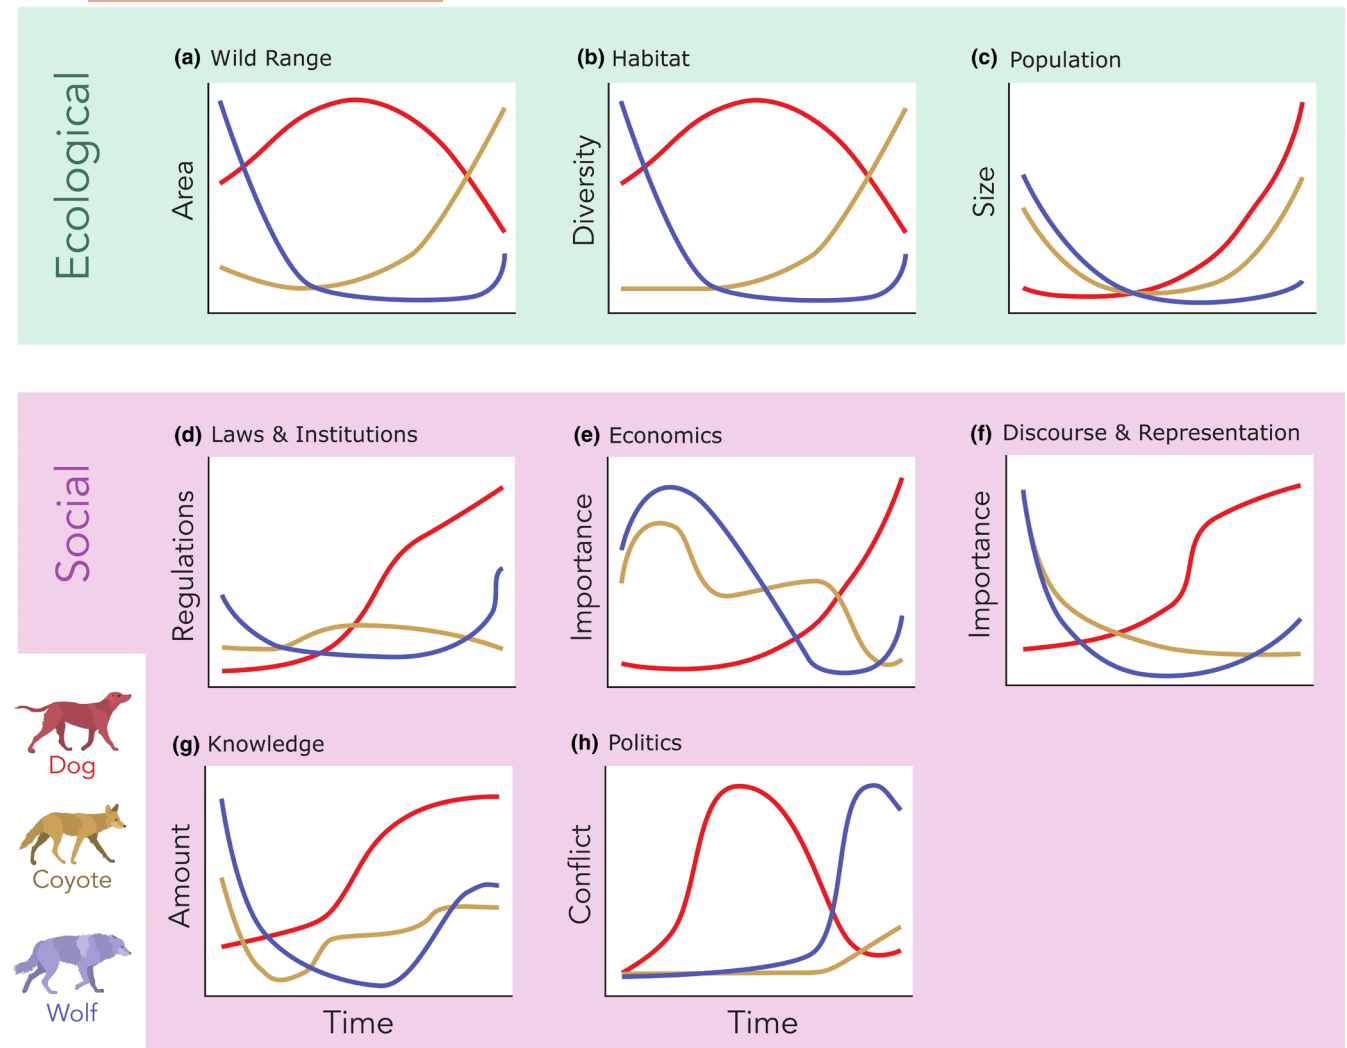 Ecological
(a) Wild Range
Area
(b) Habitat
Diversity
(c) Population
Size
Social
(d) Laws & Institutions
Regulations
(e) Economics
Importance
(f) Discourse & Representation
Importance
Dog
Coyote
Wolf
(g) Knowledge
Amount
Time
(h) Politics
Conflict
Time